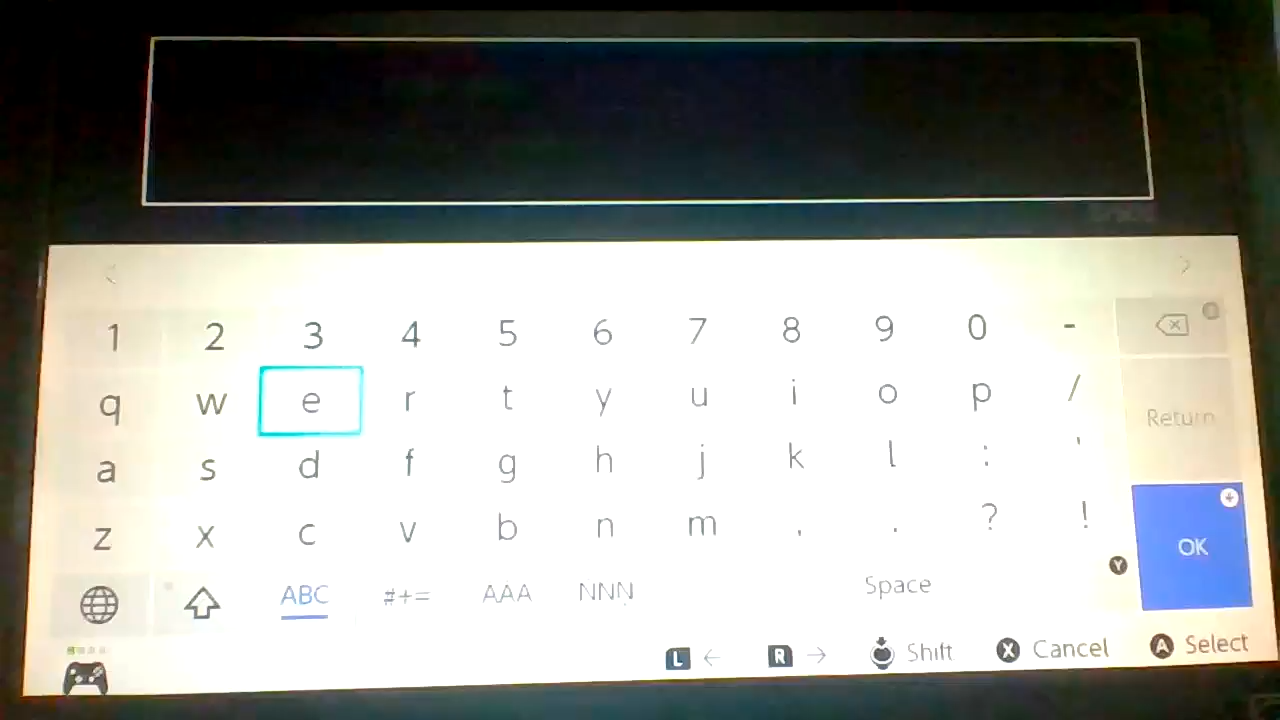 1 2 3 4 5 6 7 8 9 0 -
q w e r t y u i o p /
Return
a s d f g h j k l : '
z x c v b n m , . ? !
+
OK
ABC #+= AAA NNN Space Y
L ← R → Shift X Cancel A Select